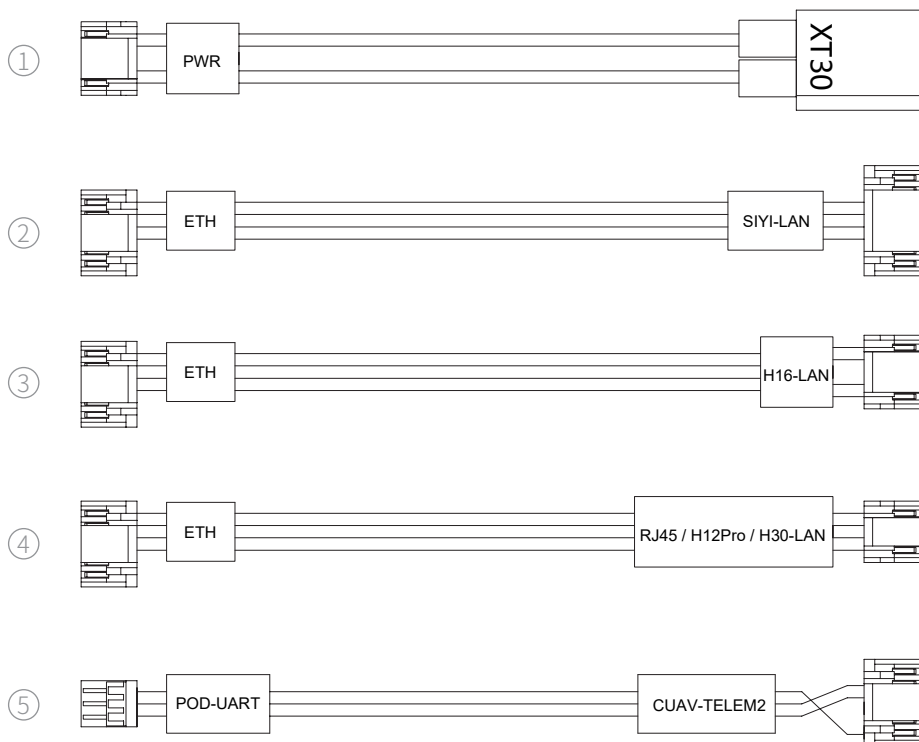 ①
PWR
XT30
②
ETH
SIYI-LAN
③
ETH
H16-LAN
④
ETH
RJ45 / H12Pro / H30-LAN
⑤
POD-UART
CUAV-TELEM2